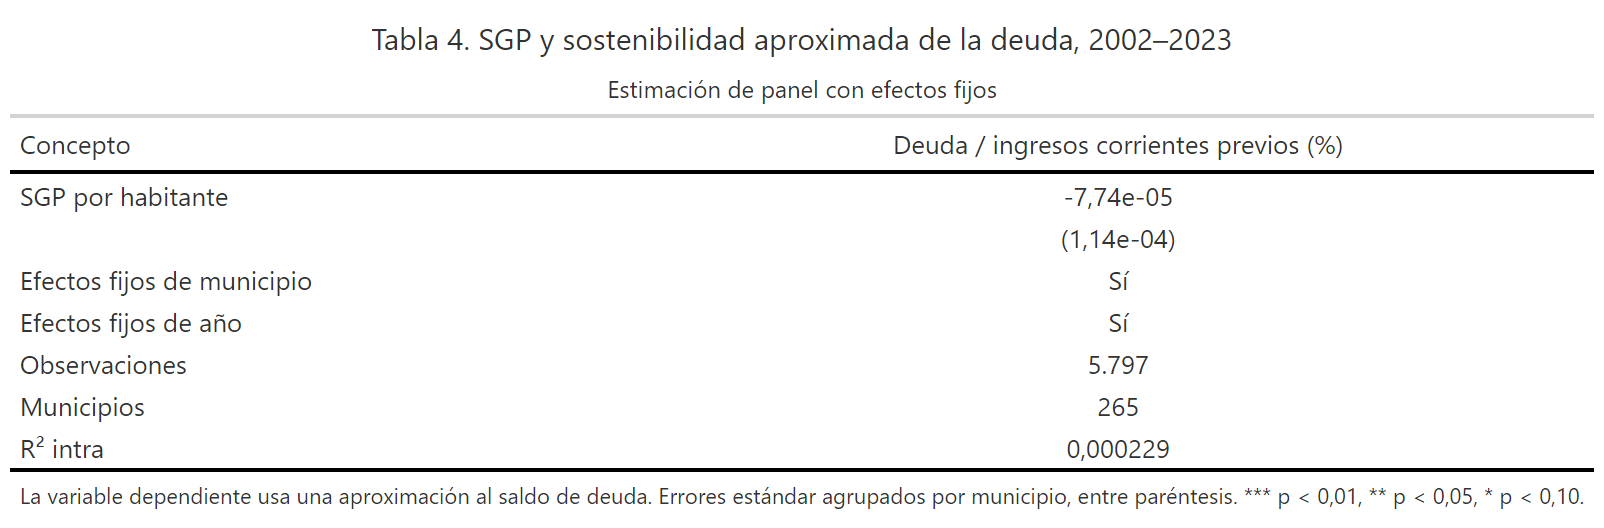 Tabla 4. SGP y sostenibilidad aproximada de la deuda, 2002–2023
Estimación de panel con efectos fijos
Concepto Deuda / ingresos corrientes previos (%)
SGP por habitante -7,74e-05
(1,14e-04)
Efectos fijos de municipio Sí
Efectos fijos de año Sí
Observaciones 5.797
Municipios 265
R² intra 0,000229
La variable dependiente usa una aproximación al saldo de deuda. Errores estándar agrupados por municipio, entre paréntesis. *** p < 0,01, ** p < 0,05, * p < 0,10.